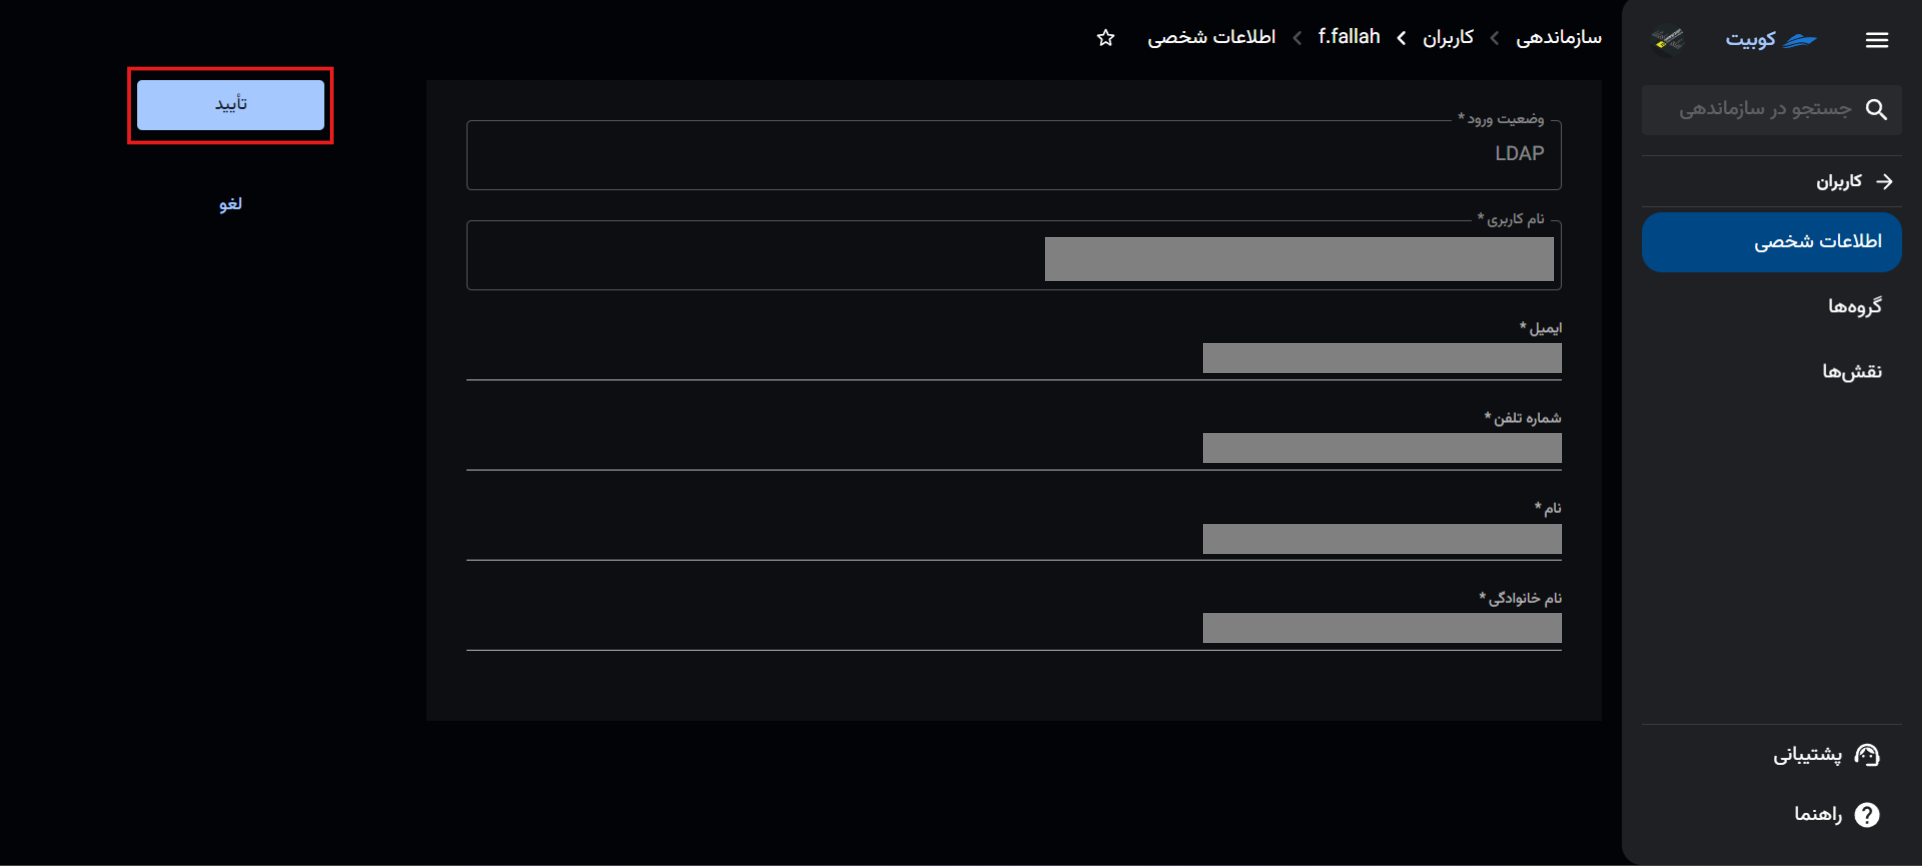 کوبیت
جستجو در سازماندهی
کاربران
اطلاعات شخصی
گروه‌ها
نقش‌ها
پشتیبانی
راهنما
سازماندهی
کاربران
f.fallah
اطلاعات شخصی
وضعیت ورود *
LDAP
نام کاربری *
ایمیل *
شماره تلفن *
نام *
نام خانوادگی *
تأیید
لغو